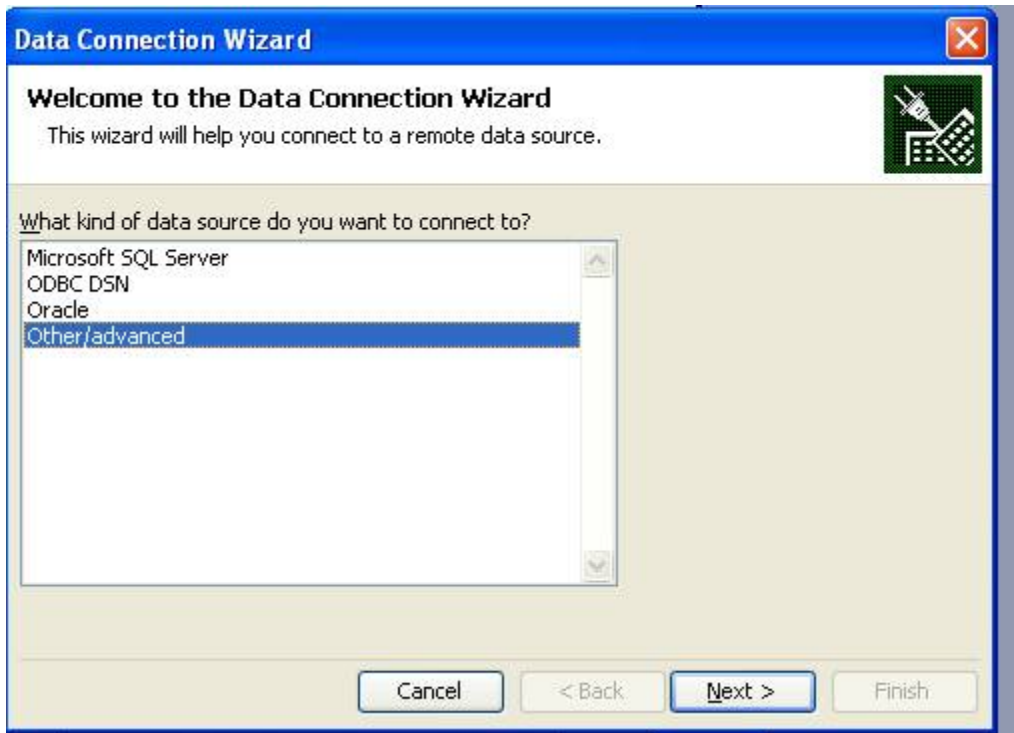 Data Connection Wizard
Welcome to the Data Connection Wizard
This wizard will help you connect to a remote data source.
What kind of data source do you want to connect to?
Microsoft SQL Server
ODBC DSN
Oracle
Other/advanced
Cancel
< Back
Next >
Finish